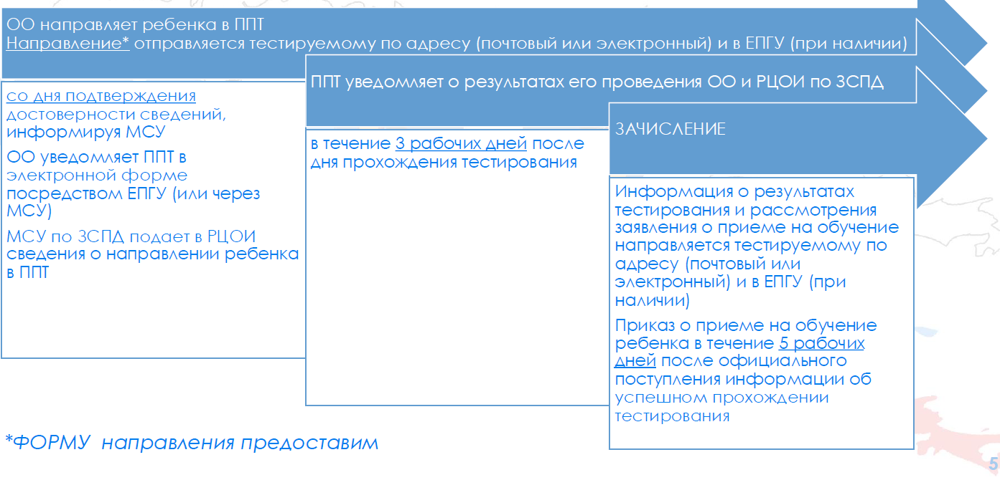 ОО направляет ребенка в ППТ
Направление* отправляется тестируемому по адресу (почтовый или электронный) и в ЕПГУ (при наличии)
со дня подтверждения
достоверности сведений,
информируя МСУ
ОО уведомляет ППТ в
электронной форме
посредством ЕПГУ (или через
МСУ)
МСУ по ЗСПД подает в РЦОИ
сведения о направлении ребенка
в ППТ
ППТ уведомляет о результатах его проведения ОО и РЦОИ по ЗСПД
в течение 3 рабочих дней после
дня прохождения тестирования
ЗАЧИСЛЕНИЕ
Информация о результатах
тестирования и рассмотрения
заявления о приеме на обучение
направляется тестируемому по
адресу (почтовый или
электронный) и в ЕПГУ (при
наличии)
Приказ о приеме на обучение
ребенка в течение 5 рабочих
дней после официального
поступления информации об
успешном прохождении
тестирования
*ФОРМУ направления предоставим
5